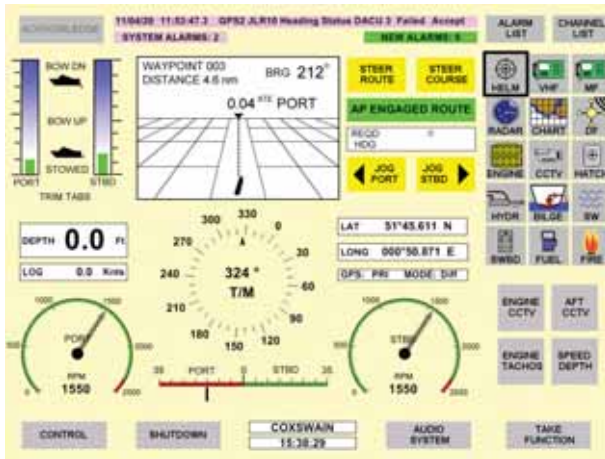 ACKNOWLEDGE
11/04/20 11:53:47.3 GPS2 JLR10 Heading Status DACU 3 Failed Accept
SYSTEM ALARMS: 2
NEW ALARMS: 5
ALARM LIST
CHANNEL LIST
BOW DN
BOW UP
STOWED
PORT STBD
TRIM TABS
WAYPOINT 003
DISTANCE 4.6 nm
BRG 212°
0.04 XTE PORT
STEER ROUTE
STEER COURSE
AP ENGAGED ROUTE
REQD HDG
JOG PORT
JOG STBD
HELM VHF MF
RADAR CHART DF
ENGINE CCTV HATCH
HYDR BILGE SW
SWBD FUEL FIRE
DEPTH 0.0 Ft
LOG 0.0 Knts
300 330 0
270 30
240 60
210 90
180 150 120
324 °
T/M
LAT 51°45.611 N
LONG 000°50.871 E
GPS: PRI MODE: Diff
500 1000 1500 2000
PORT
RPM
1550
0
35 PORT 0 STBD 35
1000 1500 2000
STBD
RPM
1550
0
ENGINE CCTV
AFT CCTV
ENGINE TACHOS
SPEED DEPTH
CONTROL
SHUTDOWN
COXSWAIN
15:38:29
AUDIO SYSTEM
TAKE FUNCTION